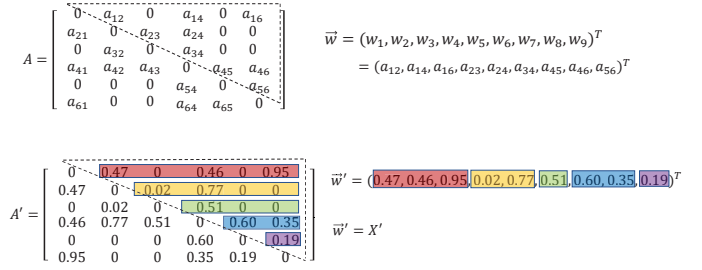 0 a₁₂ 0 a₁₄ 0 a₁₆
a₂₁ 0 a₂₃ a₂₄ 0 0
0 a₃₂ 0 a₃₄ 0 0
A = a₄₁ a₄₂ a₄₃ 0 a₄₅ a₄₆
0 0 0 a₅₄ 0 a₅₆
a₆₁ 0 0 a₆₄ a₆₅ 0
w⃗ = (w₁, w₂, w₃, w₄, w₅, w₆, w₇, w₈, w₉)ᵀ
= (a₁₂, a₁₄, a₁₆, a₂₃, a₂₄, a₃₄, a₄₅, a₄₆, a₅₆)ᵀ
0 0.47 0 0.46 0 0.95
0.47 0 0.02 0.77 0 0
0 0.02 0 0.51 0 0
A′ = 0.46 0.77 0.51 0 0.60 0.35
0 0 0 0.60 0 0.19
0.95 0 0 0.35 0.19 0
w⃗′ = (0.47, 0.46, 0.95, 0.02, 0.77, 0.51, 0.60, 0.35, 0.19)ᵀ
w⃗′ = X′